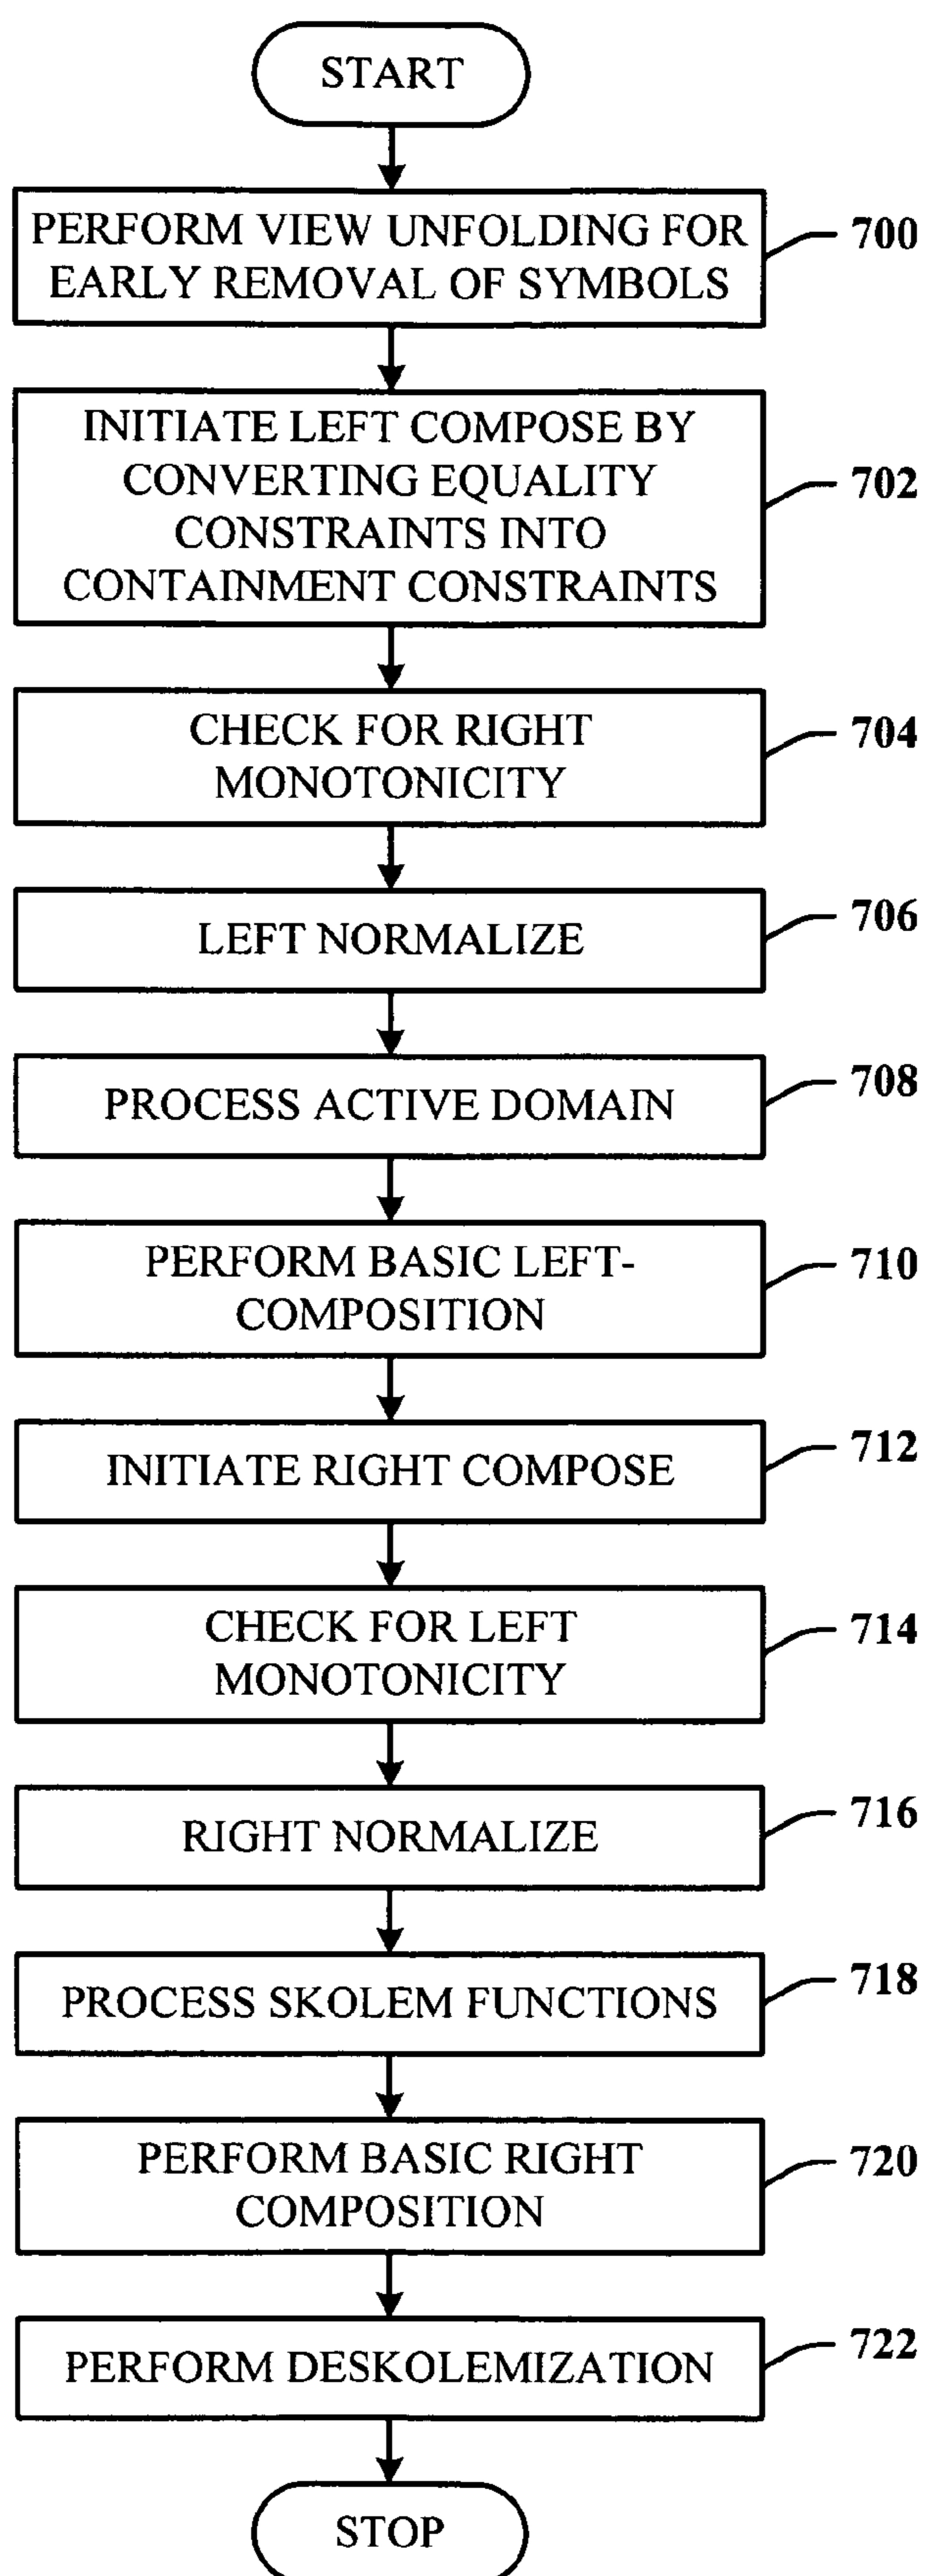 START
PERFORM VIEW UNFOLDING FOR
EARLY REMOVAL OF SYMBOLS
700
INITIATE LEFT COMPOSE BY
CONVERTING EQUALITY
CONSTRAINTS INTO
CONTAINMENT CONSTRAINTS
702
CHECK FOR RIGHT
MONOTONICITY
704
LEFT NORMALIZE
706
PROCESS ACTIVE DOMAIN
708
PERFORM BASIC LEFT-
COMPOSITION
710
INITIATE RIGHT COMPOSE
712
CHECK FOR LEFT
MONOTONICITY
714
RIGHT NORMALIZE
716
PROCESS SKOLEM FUNCTIONS
718
PERFORM BASIC RIGHT
COMPOSITION
720
PERFORM DESKOLEMIZATION
722
STOP